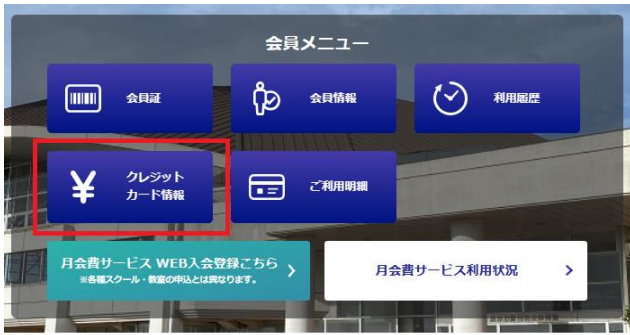 会員メニュー
会員証
会員情報
利用履歴
¥
クレジット
カード情報
ご利用明細
月会費サービス WEB入会登録こちら
※各種スクール・教室の申込とは異なります。
月会費サービス利用状況